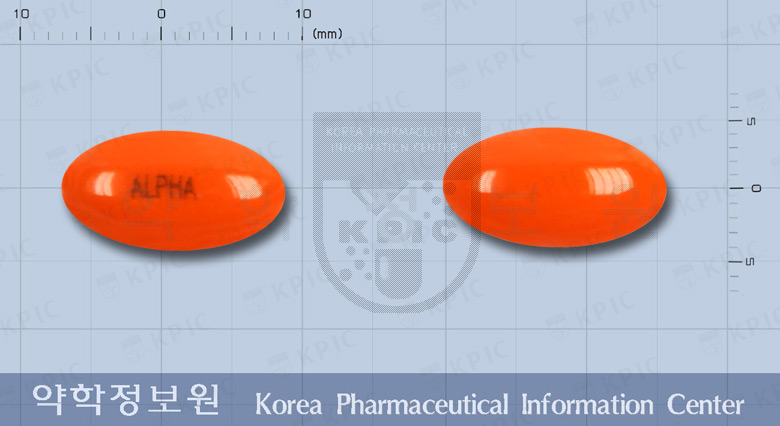 10 0 10
(mm)
KOREA PHARMACEUTICAL
INFORMATION CENTER
5
ALPHA
0
KPIC
5
약학정보원 Korea Pharmaceutical Information Center